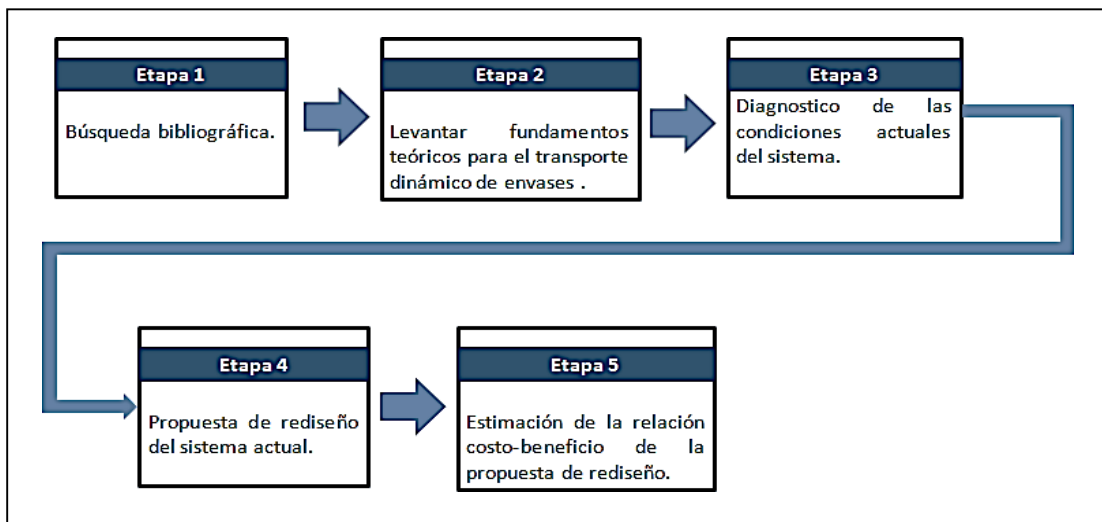 Etapa 1
Búsqueda bibliográfica.
Etapa 2
Levantar fundamentos
teóricos para el transporte
dinámico de envases .
Etapa 3
Diagnostico de las
condiciones actuales
del sistema.
Etapa 4
Propuesta de rediseño
del sistema actual.
Etapa 5
Estimación de la relación
costo-beneficio de la
propuesta de rediseño.